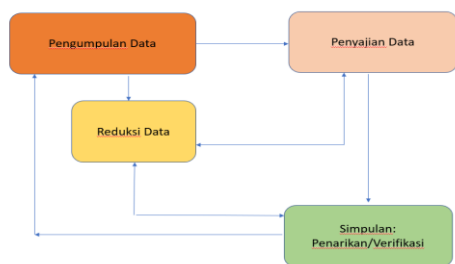 Pengumpulan Data
Penyajian Data
Reduksi Data
Simpulan:
Penarikan/Verifikasi